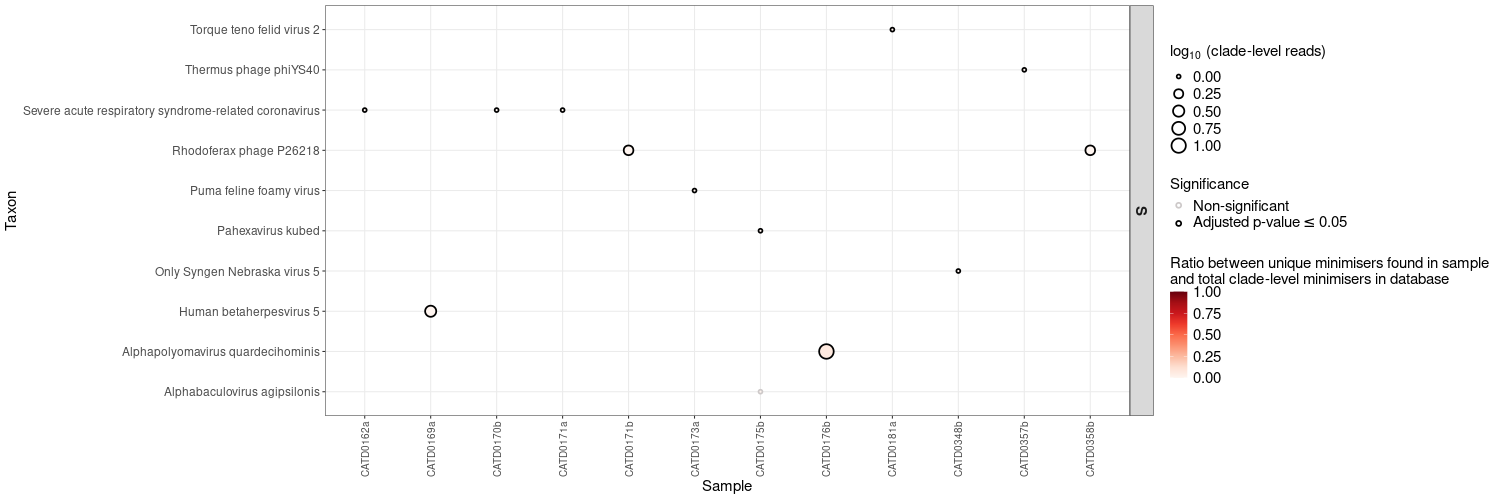 Torque teno felid virus 2
Thermus phage phiYS40
Severe acute respiratory syndrome-related coronavirus
Rhodoferax phage P26218
Puma feline foamy virus
Pahexavirus kubed
Only Syngen Nebraska virus 5
Human betaherpesvirus 5
Alphapolyomavirus quardecihominis
Alphabaculovirus agipsilonis
Taxon
S
CATD0162a
CATD0169a
CATD0170b
CATD0171a
CATD0171b
CATD0173a
CATD0175b
CATD0176b
CATD0181a
CATD0348b
CATD0357b
CATD0358b
Sample
log10 (clade-level reads)
0.00
0.25
0.50
0.75
1.00
Significance
Non-significant
Adjusted p-value ≤ 0.05
Ratio between unique minimisers found in sample
and total clade-level minimisers in database
1.00
0.75
0.50
0.25
0.00